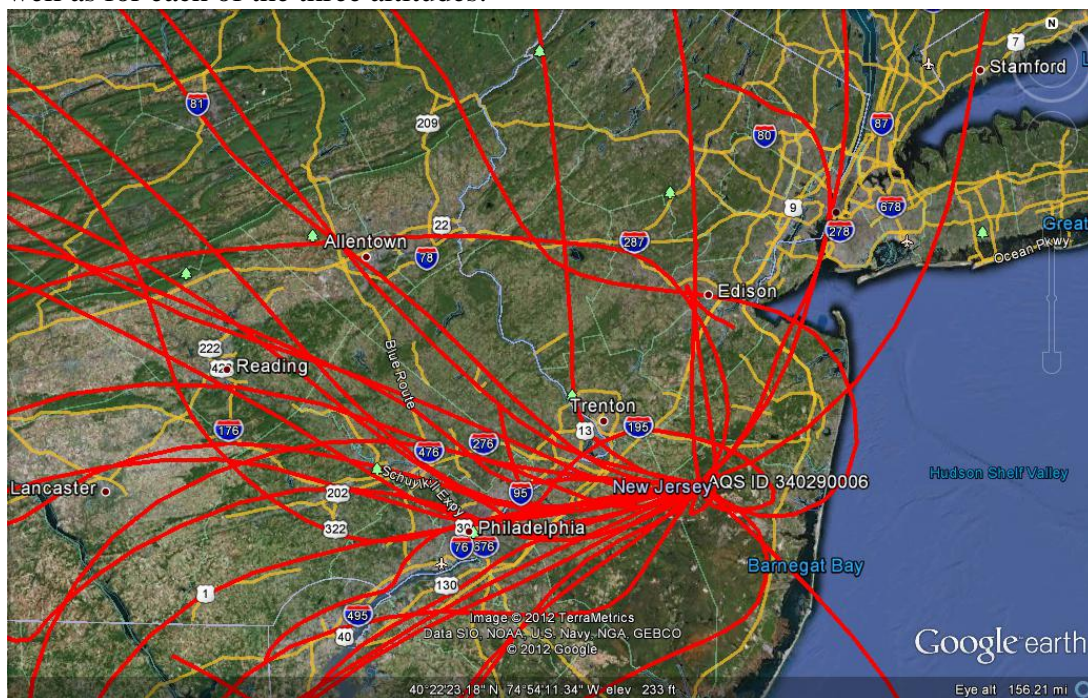 well as for each of the three altitudes.
N
7
Stamford
81
209
80
87
9
678
278
22
Allentown
78
287
Great
Ocean Pkwy
Edison
222
Reading
Blue Route
Trenton
13
195
176
476
276
Lancaster
202
Schuylkill Expy
95
New Jersey
AQS ID 340290006
Hudson Shelf Valley
322
Philadelphia
76
676
Barnegat Bay
1
130
495
40
Image © 2012 TerraMetrics
Data SIO, NOAA, U.S. Navy, NGA, GEBCO
© 2012 Google
Google earth
40°22'23.18" N 74°54'11.34" W elev 233 ft
Eye alt 156.21 mi